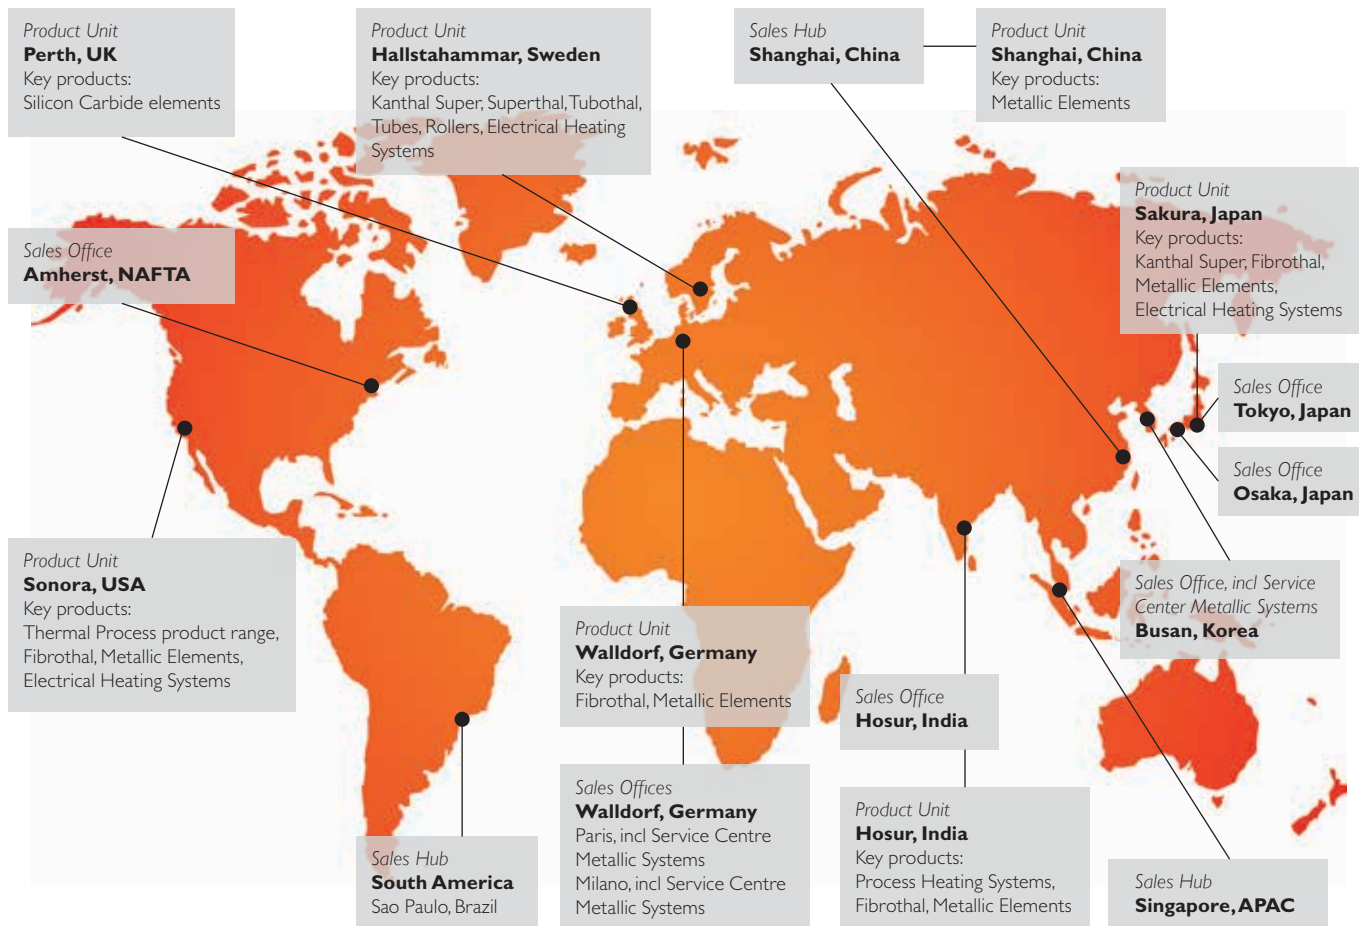 Product Unit
Perth, UK
Key products:
Silicon Carbide elements
Product Unit
Hallstahammar, Sweden
Key products:
Kanthal Super, Superthal, Tubothal,
Tubes, Rollers, Electrical Heating
Systems
Sales Hub
Shanghai, China
Product Unit
Shanghai, China
Key products:
Metallic Elements
Product Unit
Sakura, Japan
Key products:
Kanthal Super, Fibrothal,
Metallic Elements,
Electrical Heating Systems
Sales Office
Amherst, NAFTA
Sales Office
Tokyo, Japan
Sales Office
Osaka, Japan
Product Unit
Sonora, USA
Key products:
Thermal Process product range,
Fibrothal, Metallic Elements,
Electrical Heating Systems
Sales Office, incl Service
Center Metallic Systems
Busan, Korea
Product Unit
Walldorf, Germany
Key products:
Fibrothal, Metallic Elements
Sales Office
Hosur, India
Sales Hub
South America
Sao Paulo, Brazil
Sales Offices
Walldorf, Germany
Paris, incl Service Centre
Metallic Systems
Milano, incl Service Centre
Metallic Systems
Product Unit
Hosur, India
Key products:
Process Heating Systems,
Fibrothal, Metallic Elements
Sales Hub
Singapore, APAC